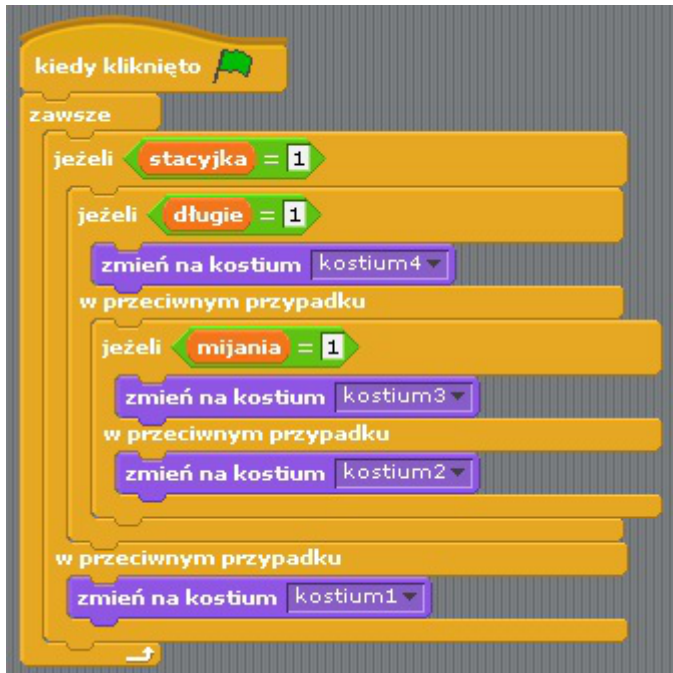 kiedy kliknięto
zawsze
jeżeli stacyjka = 1
jeżeli długie = 1
zmień na kostium kostium4
w przeciwnym przypadku
jeżeli mijania = 1
zmień na kostium kostium3
w przeciwnym przypadku
zmień na kostium kostium2
w przeciwnym przypadku
zmień na kostium kostium1